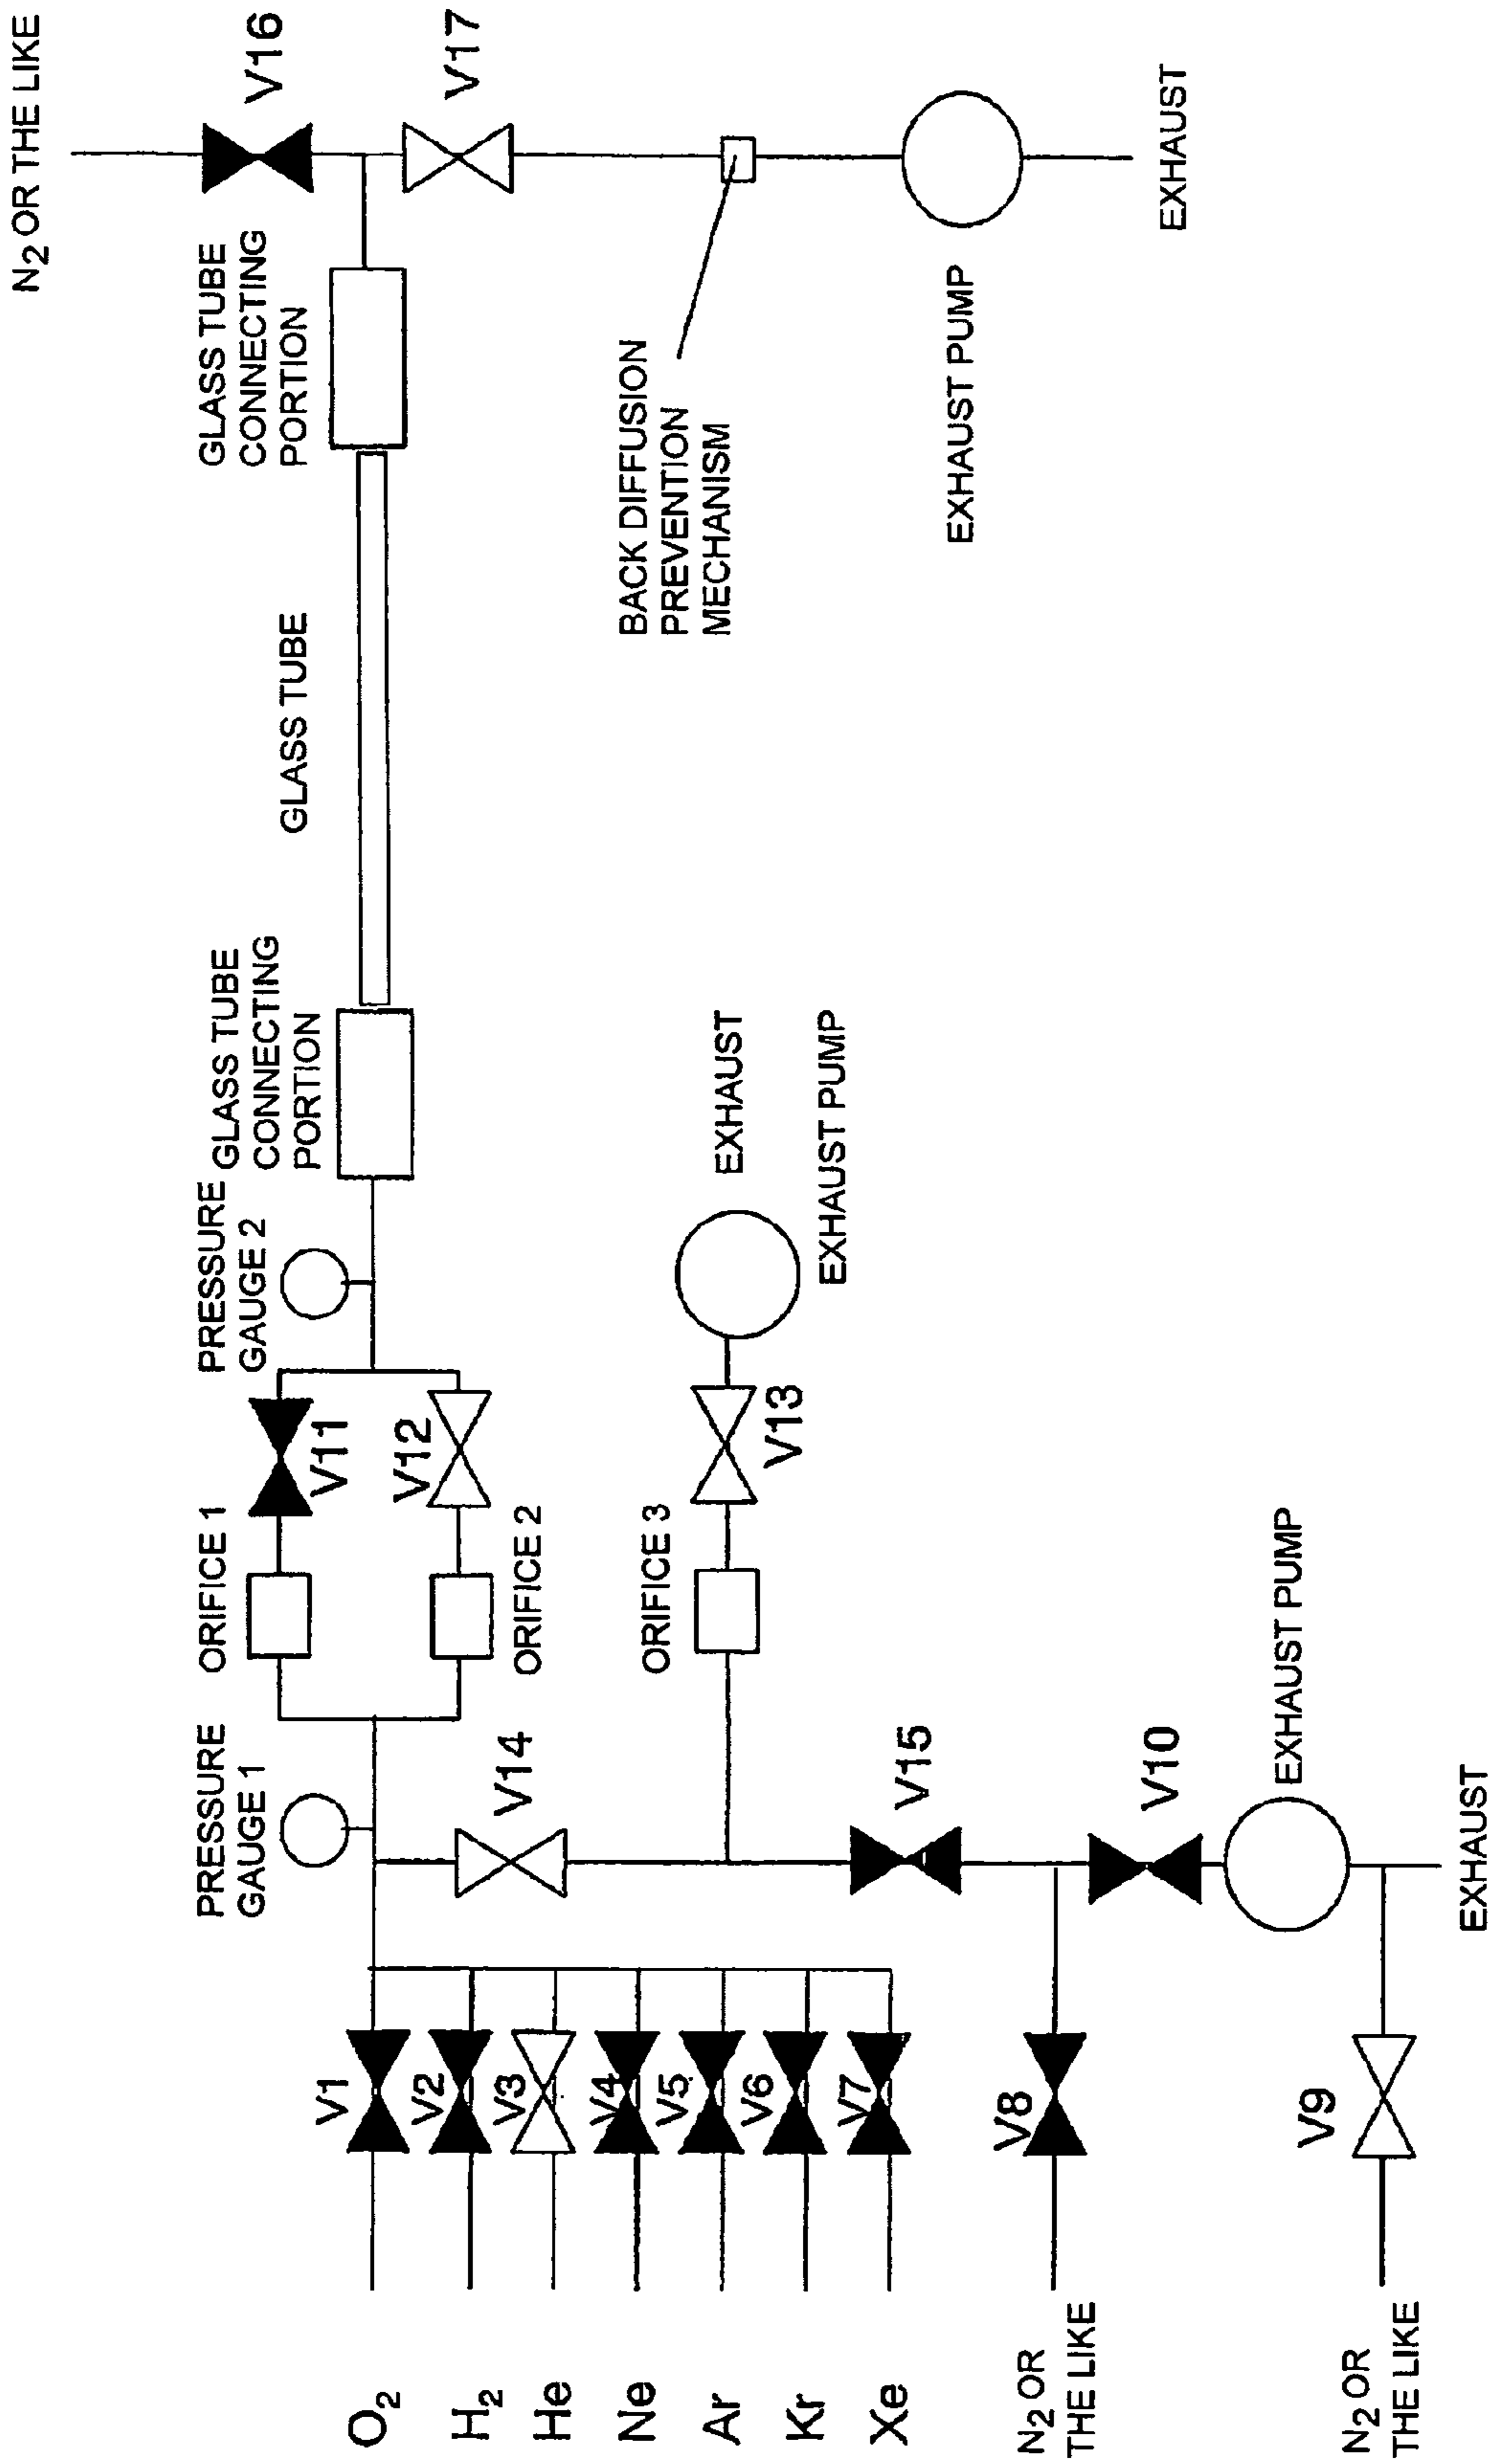 N2 OR THE LIKE
V16
V17
GLASS TUBE
CONNECTING
PORTION
BACK DIFFUSION
PREVENTION
MECHANISM
EXHAUST PUMP
EXHAUST
GLASS TUBE
GLASS TUBE
CONNECTING
PORTION
PRESSURE
GAUGE 2
EXHAUST
EXHAUST PUMP
V11
V12
V13
ORIFICE 1
ORIFICE 2
ORIFICE 3
PRESSURE
GAUGE 1
V14
V15
V10
EXHAUST PUMP
EXHAUST
V1
V2
V3
V4
V5
V6
V7
V8
V9
O2
H2
He
Ne
Ar
Kr
Xe
N2 OR
THE LIKE
N2 OR
THE LIKE